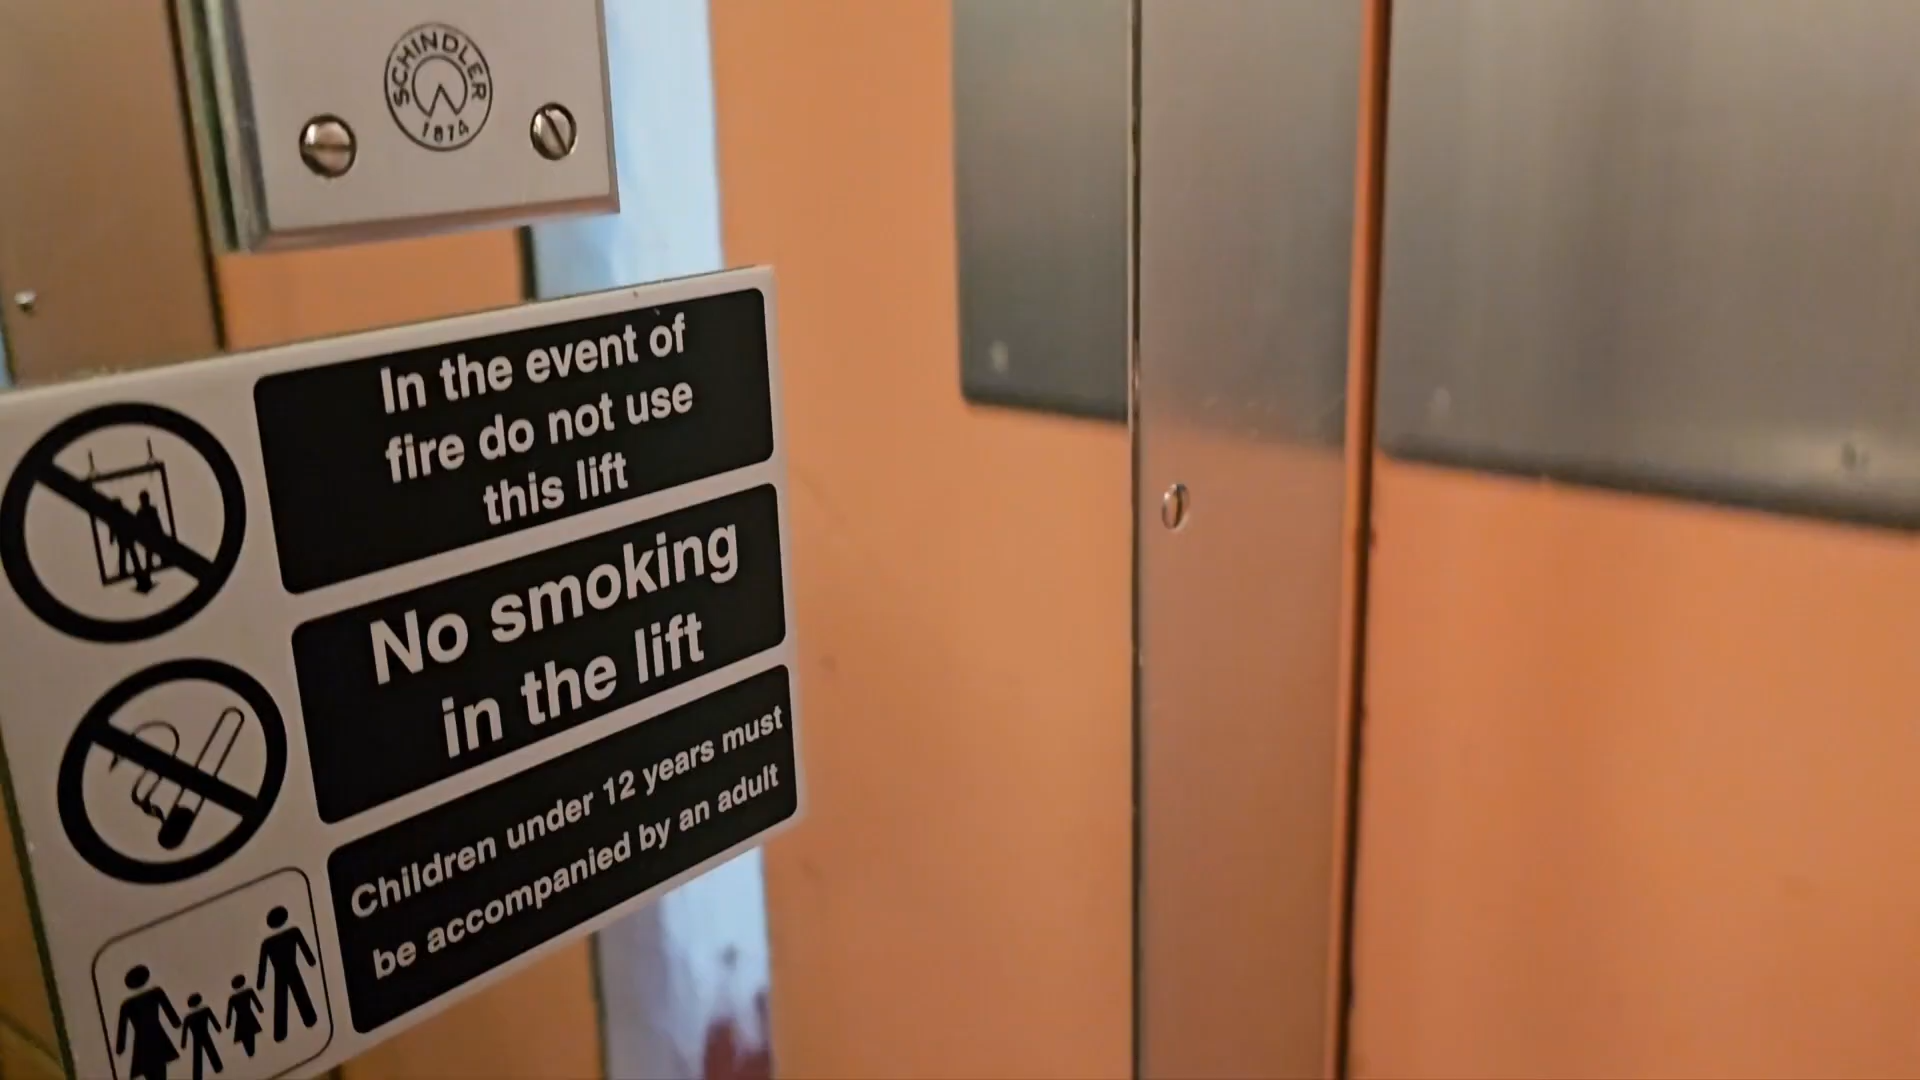 SCHINDLER
1874
In the event of
fire do not use
this lift
No smoking
in the lift
Children under 12 years must
be accompanied by an adult